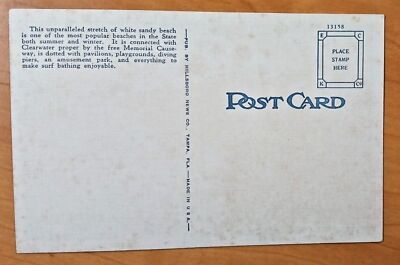 This unparalleled stretch of white sandy beach
is one of the most popular beaches in the State
both summer and winter. It is connected with
Clearwater proper by the free Memorial Cause-
way, is dotted with pavilions, playgrounds, diving
piers, an amusement park, and everything to
make surf bathing enjoyable.
—PUB. BY HILLSBORO NEWS CO., TAMPA, FLA.—MADE IN U.S.A.—
13158
E C
PLACE
STAMP
HERE
K Co
POST CARD